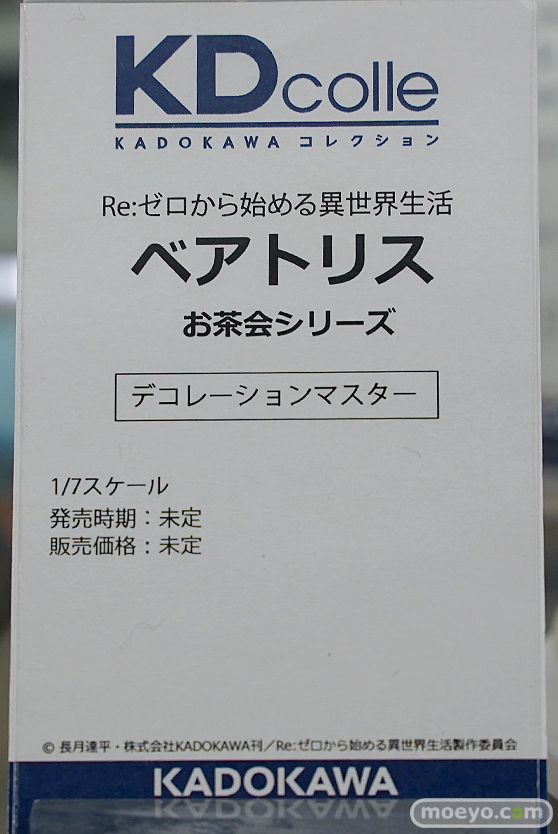 KDcolle
KADOKAWA コレクション
Re:ゼロから始める異世界生活
ベアトリス
お茶会シリーズ
デコレーションマスター
1/7スケール
発売時期：未定
販売価格：未定
© 長月達平・株式会社KADOKAWA刊／Re:ゼロから始める異世界生活製作委員会
KADOKAWA
moeyo.com